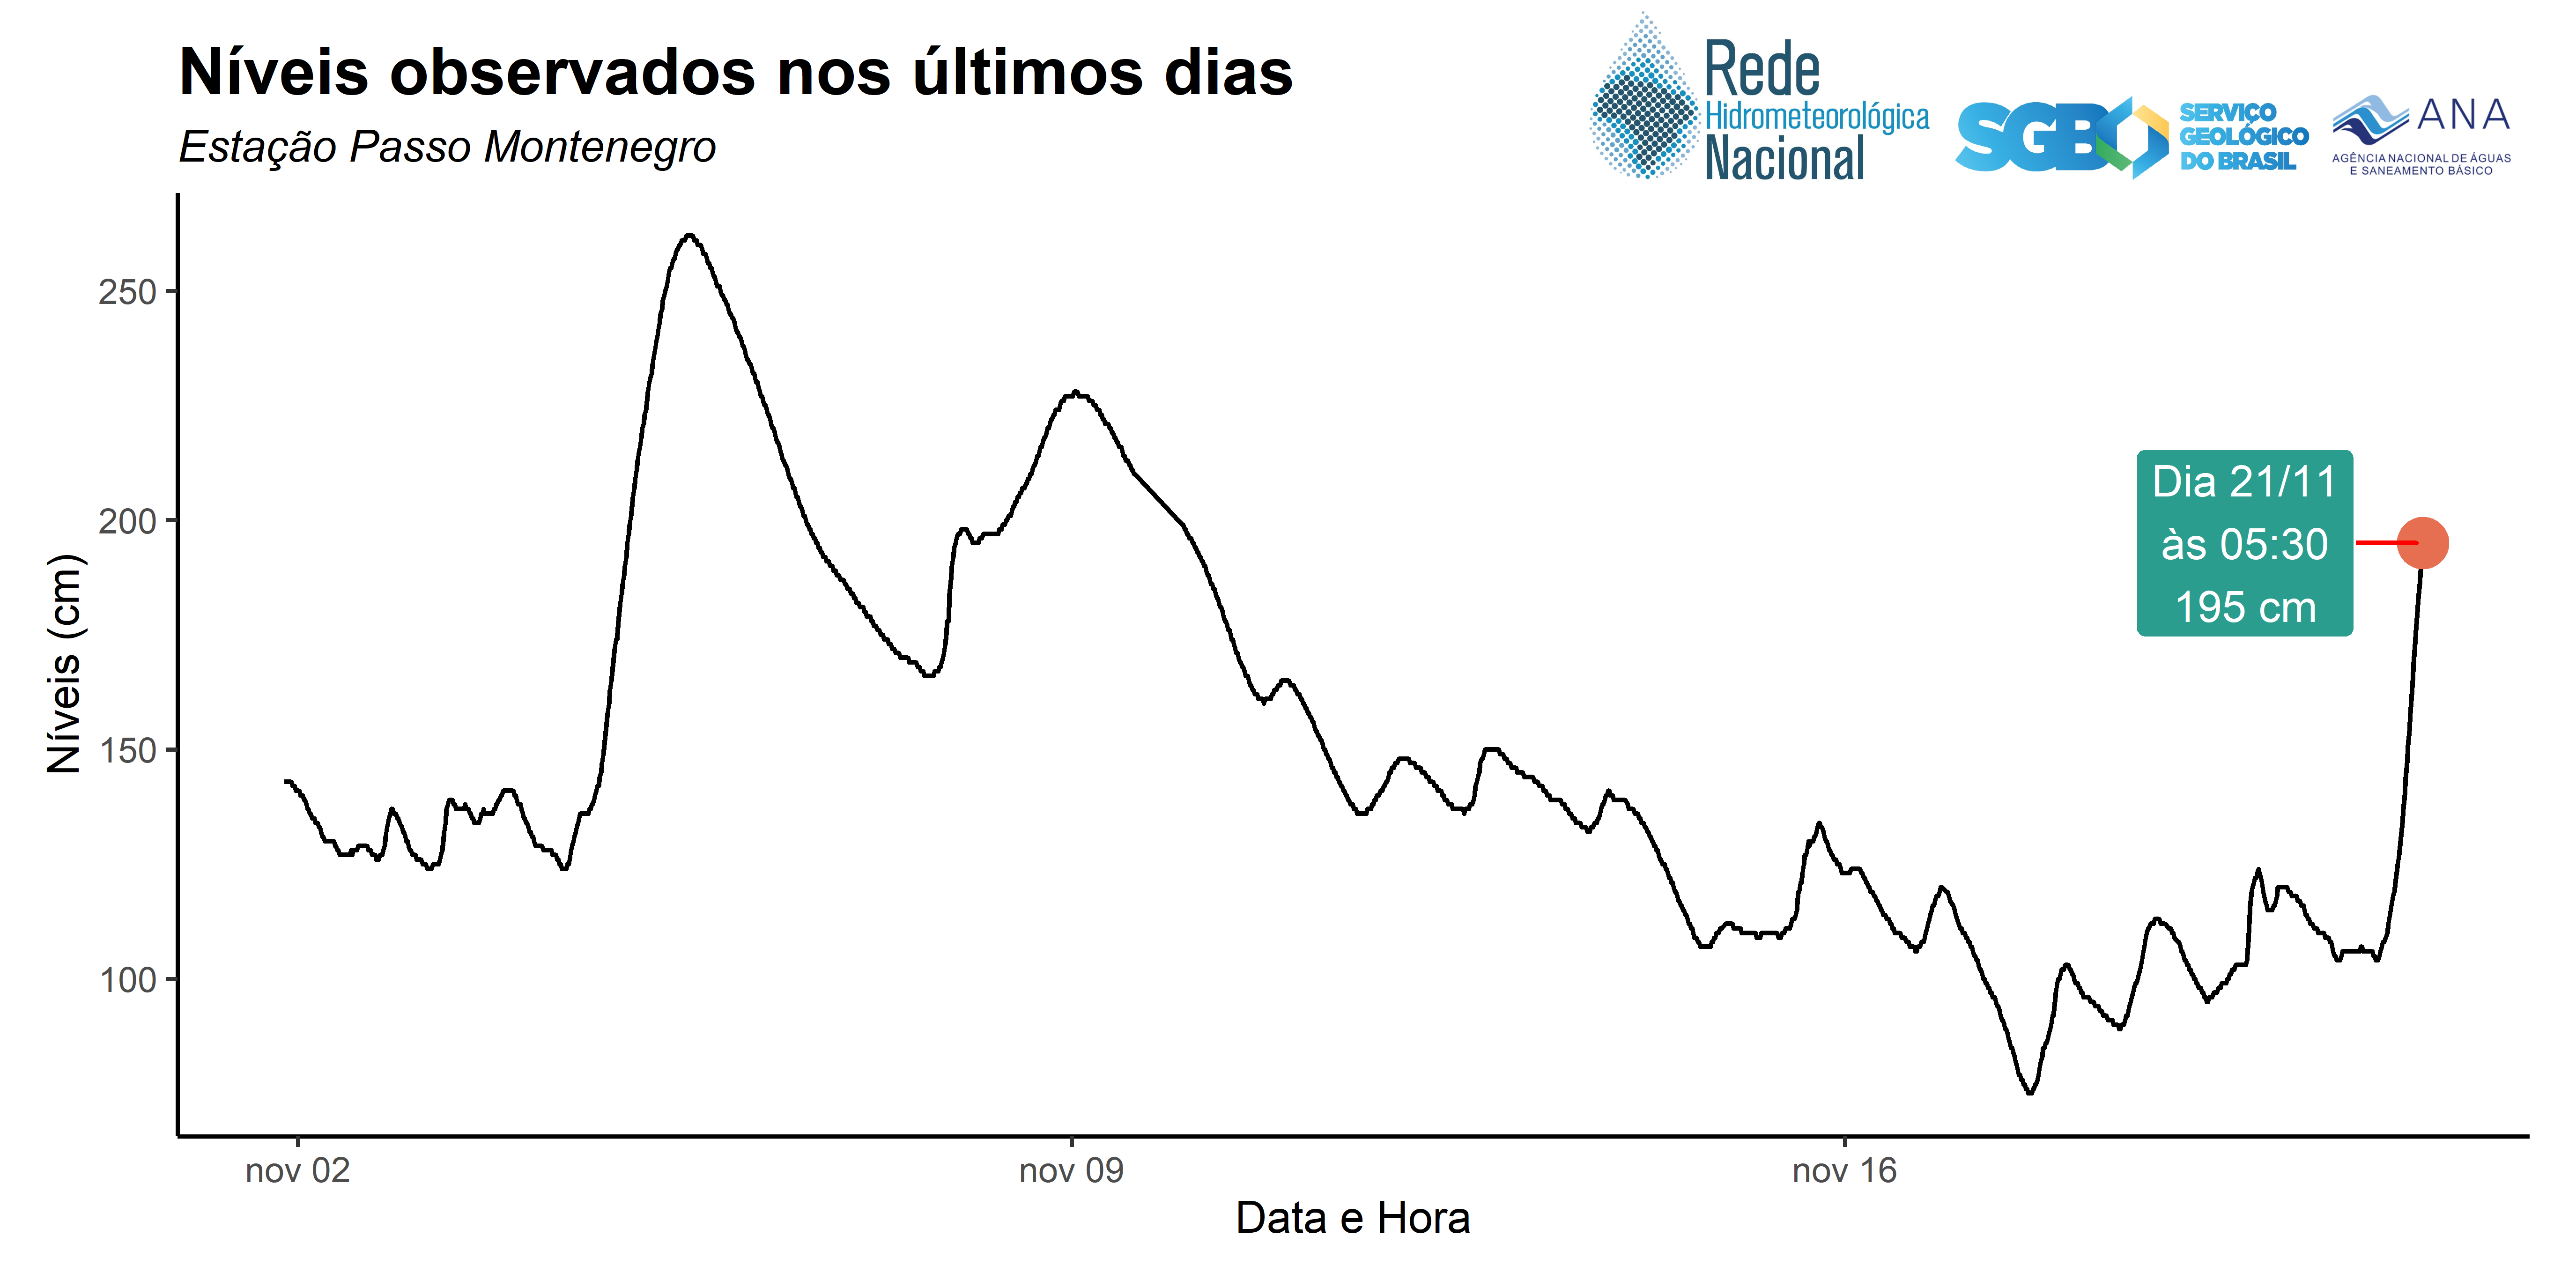 Níveis observados nos últimos dias
Estação Passo Montenegro
Rede
Hidrometeorológica
Nacional
SGB
SERVIÇO
GEOLÓGICO
DO BRASIL
ANA
AGÊNCIA NACIONAL DE ÁGUAS
E SANEAMENTO BÁSICO
Níveis (cm)
250
200
150
100
Dia 21/11
às 05:30
195 cm
nov 02
nov 09
nov 16
Data e Hora